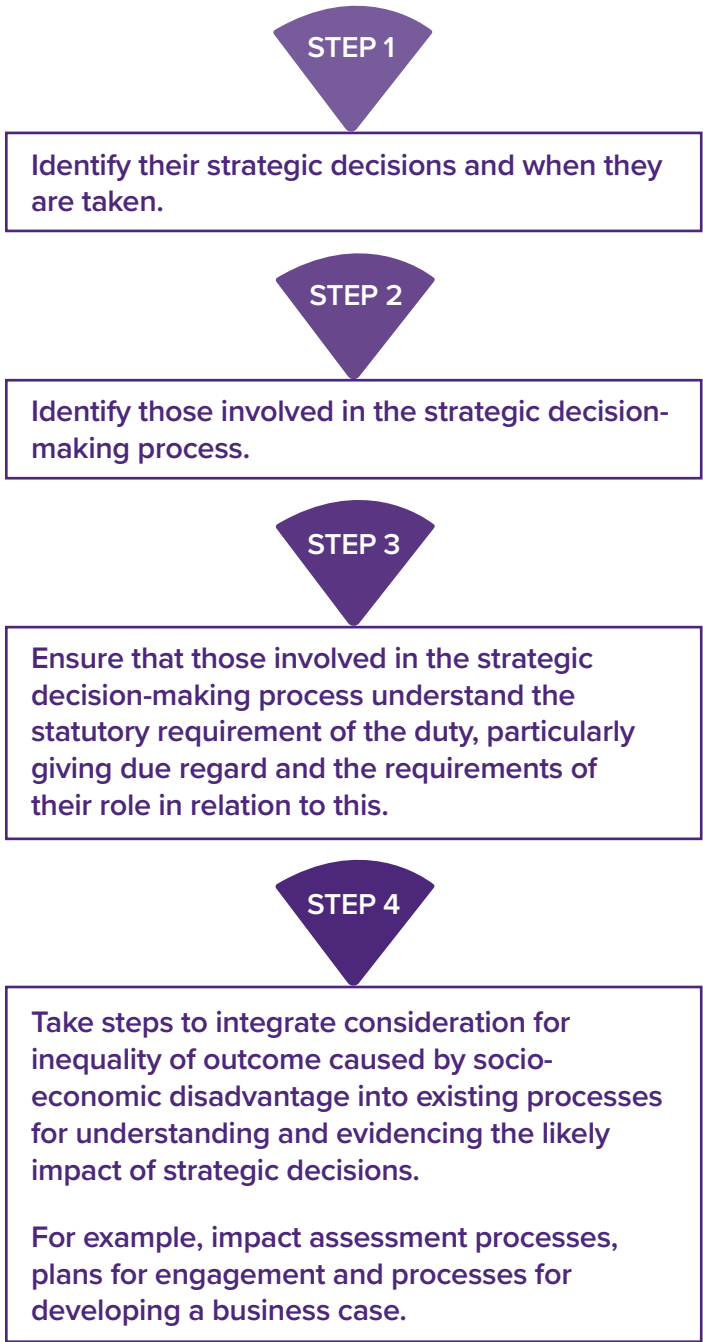 STEP 1
Identify their strategic decisions and when they
are taken.
STEP 2
Identify those involved in the strategic decision-
making process.
STEP 3
Ensure that those involved in the strategic
decision-making process understand the
statutory requirement of the duty, particularly
giving due regard and the requirements of
their role in relation to this.
STEP 4
Take steps to integrate consideration for
inequality of outcome caused by socio-
economic disadvantage into existing processes
for understanding and evidencing the likely
impact of strategic decisions.
For example, impact assessment processes,
plans for engagement and processes for
developing a business case.